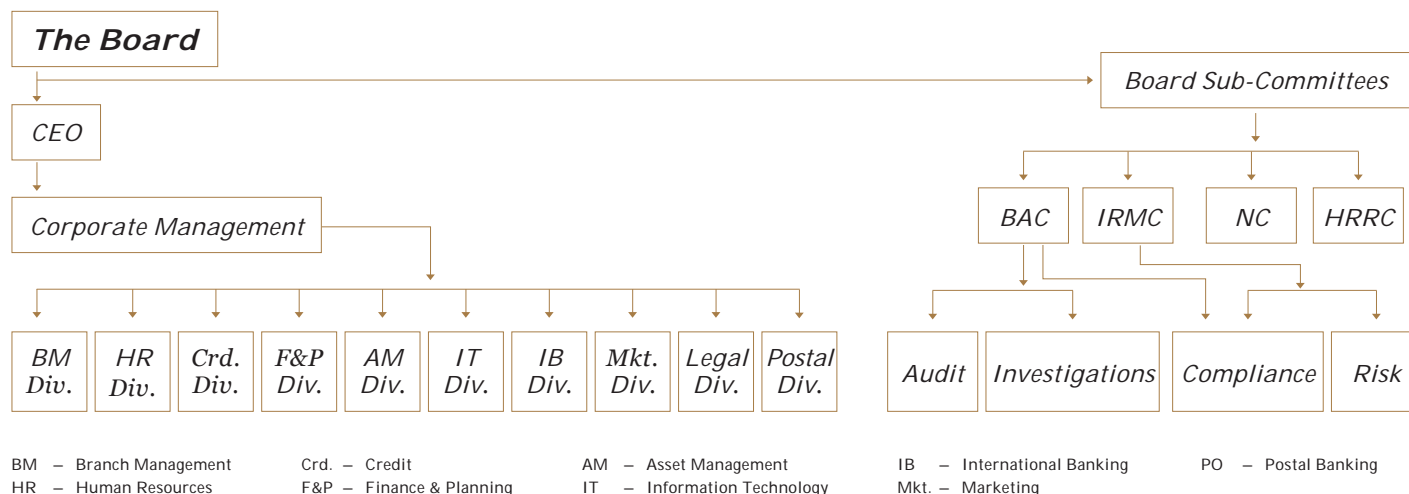 The Board
Board Sub-Committees
CEO
Corporate Management
BAC
IRMC
NC
HRRC
BM
Div.
HR
Div.
Crd.
Div.
F&P
Div.
AM
Div.
IT
Div.
IB
Div.
Mkt.
Div.
Legal
Div.
Postal
Div.
Audit
Investigations
Compliance
Risk
BM – Branch Management
HR – Human Resources
Crd. – Credit
F&P – Finance & Planning
AM – Asset Management
IT – Information Technology
IB – International Banking
Mkt. – Marketing
PO – Postal Banking